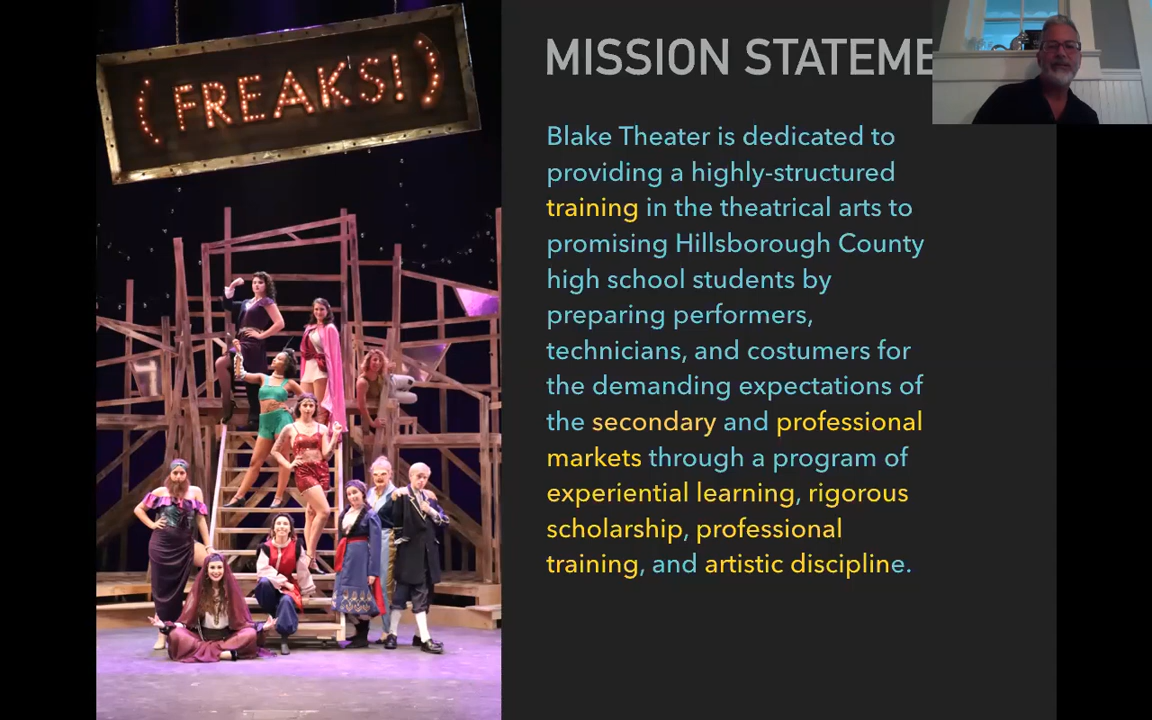 (FREAKS!)
MISSION STATEME
Blake Theater is dedicated to
providing a highly-structured
training in the theatrical arts to
promising Hillsborough County
high school students by
preparing performers,
technicians, and costumers for
the demanding expectations of
the secondary and professional
markets through a program of
experiential learning, rigorous
scholarship, professional
training, and artistic discipline.